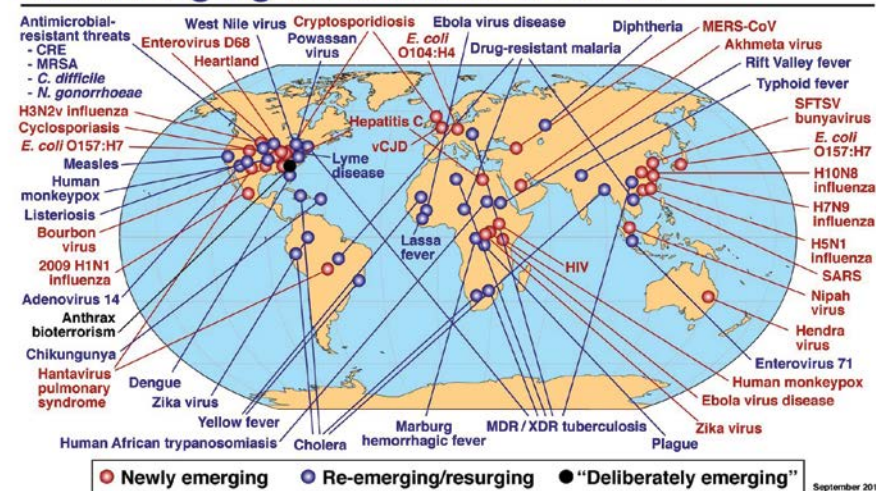 Antimicrobial-
resistant threats
- CRE
- MRSA
- C. difficile
- N. gonorrhoeae
West Nile virus
Enterovirus D68
Heartland
Cryptosporidiosis
Powassan
virus
E. coli
O104:H4
Ebola virus disease
Drug-resistant malaria
Diphtheria
MERS-CoV
Akhmeta virus
Rift Valley fever
Typhoid fever
SFTSV
bunyavirus
E. coli
O157:H7
H10N8
influenza
H7N9
influenza
H5N1
influenza
SARS
Nipah
virus
Hendra
virus
Enterovirus 71
Human monkeypox
Ebola virus disease
Zika virus
Plague
MDR / XDR tuberculosis
Marburg
hemorrhagic fever
Cholera
Human African trypanosomiasis
Yellow fever
Zika virus
Dengue
Hantavirus
pulmonary
syndrome
Chikungunya
Anthrax
bioterrorism
Adenovirus 14
2009 H1N1
influenza
Bourbon
virus
Listeriosis
Human
monkeypox
Measles
E. coli O157:H7
Cyclosporiasis
H3N2v influenza
Hepatitis C
vCJD
Lyme
disease
Lassa
fever
HIV
Newly emerging
Re-emerging/resurging
"Deliberately emerging"
September